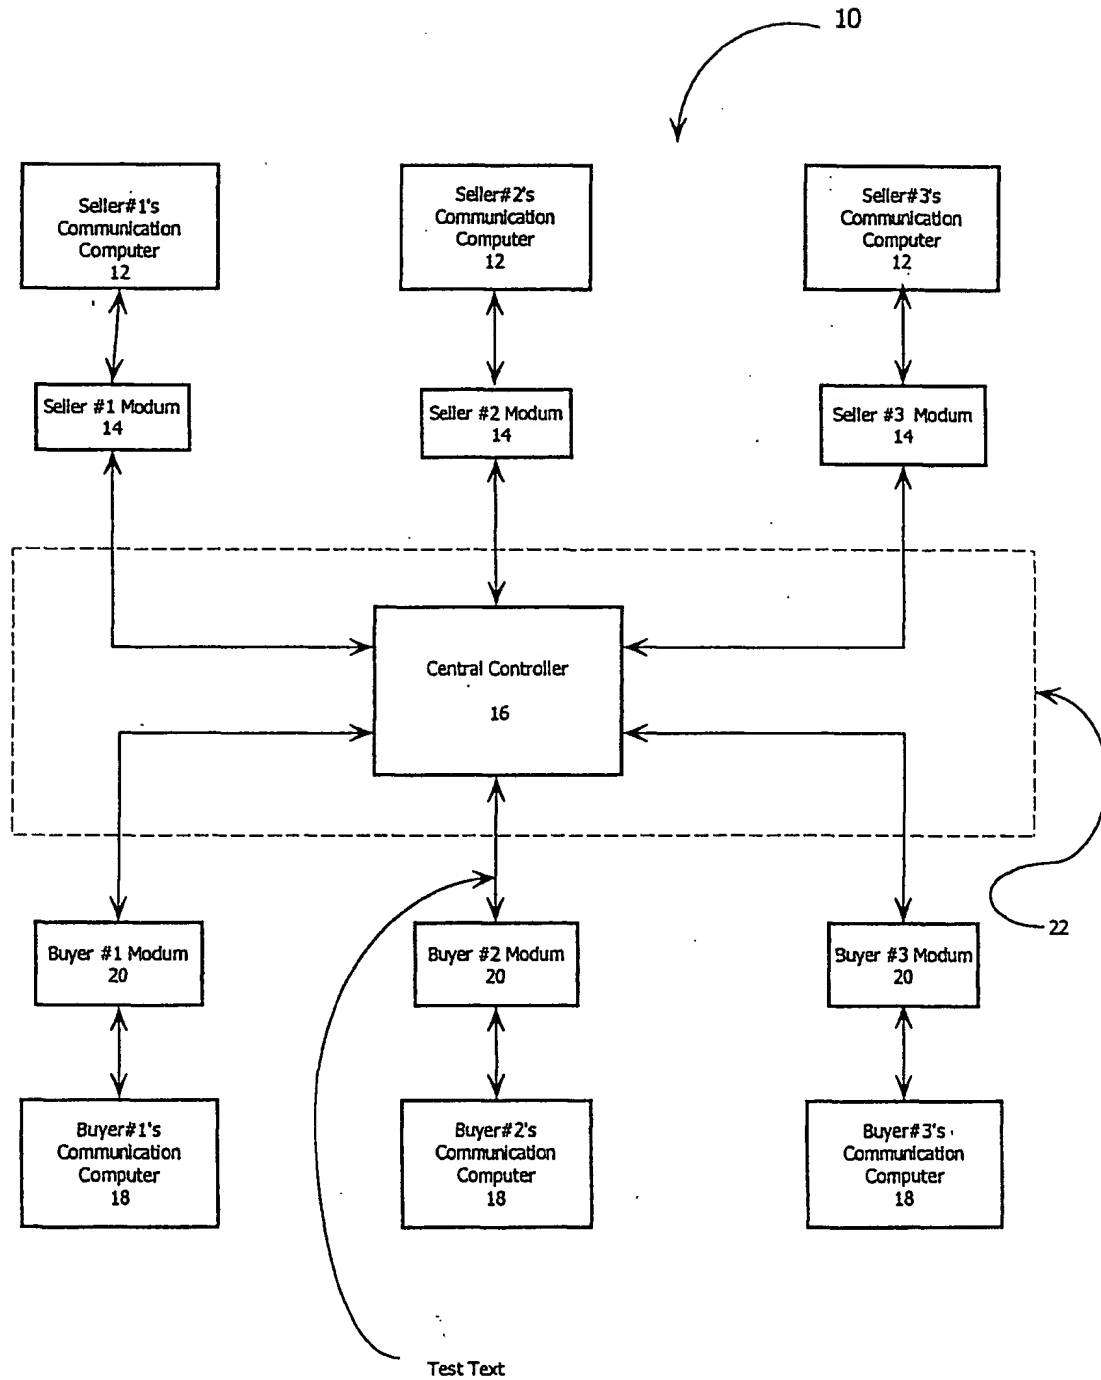 10
Seller#1's
Communication
Computer
12
Seller#2's
Communication
Computer
12
Seller#3's
Communication
Computer
12
Seller #1 Modum
14
Seller #2 Modum
14
Seller #3 Modum
14
Central Controller
16
22
Buyer #1 Modum
20
Buyer #2 Modum
20
Buyer #3 Modum
20
Buyer#1's
Communication
Computer
18
Buyer#2's
Communication
Computer
18
Buyer#3's
Communication
Computer
18
Test Text